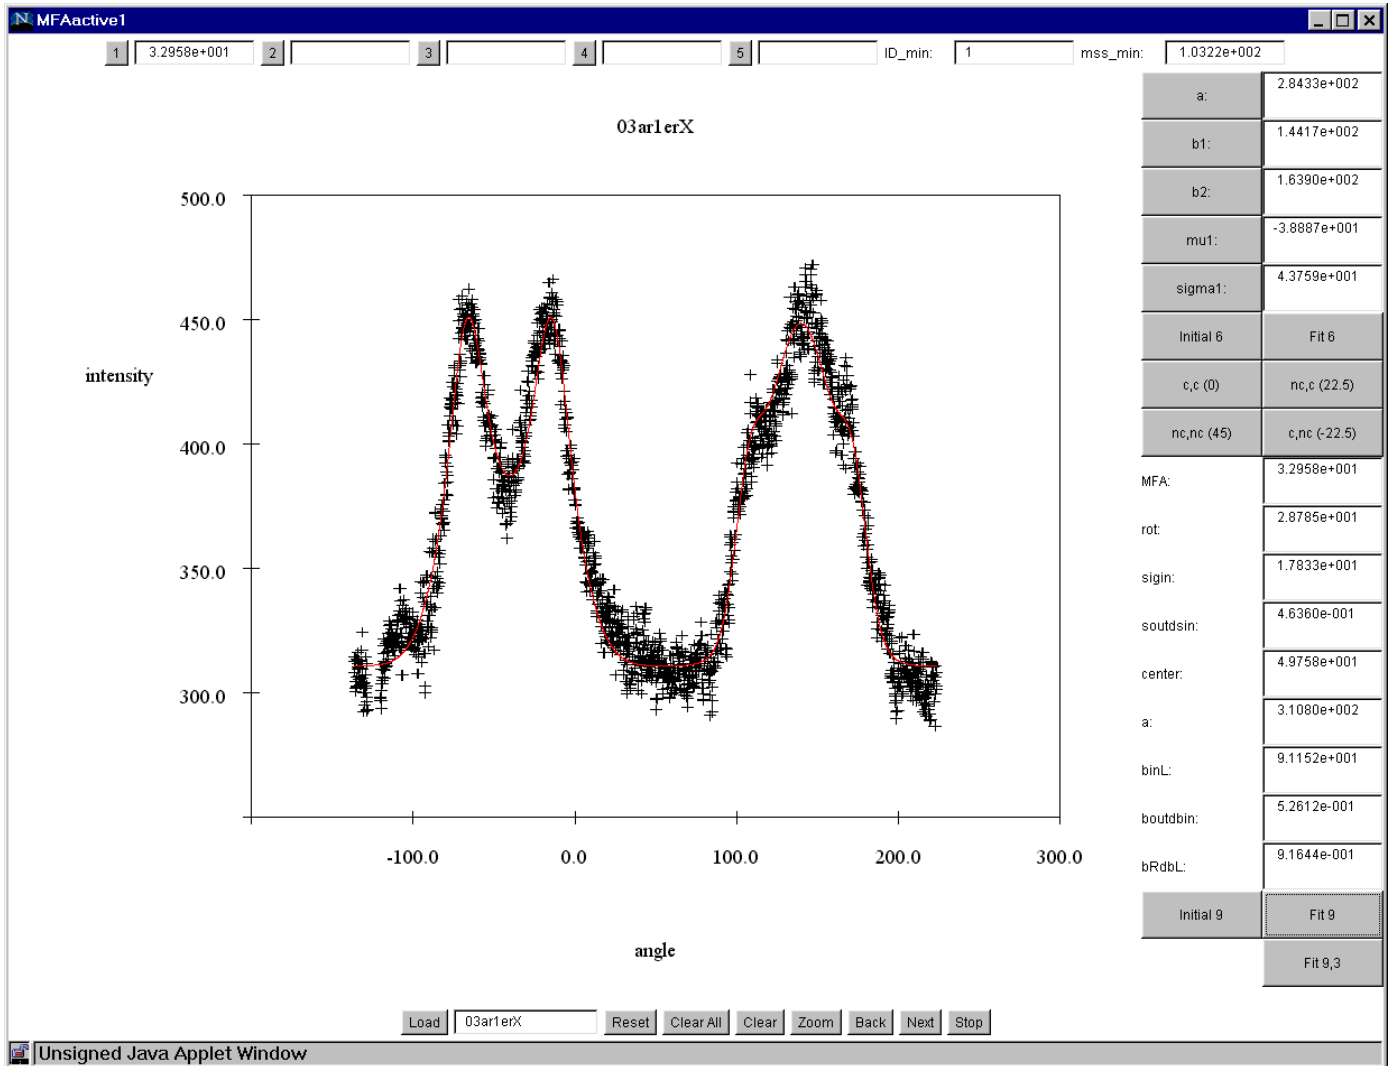 MFAactive1
1 3.2958e+001 2 3 4 5 ID_min: 1 mss_min: 1.0322e+002
03ar1erX
500.0
450.0
400.0
350.0
300.0
intensity
-100.0 0.0 100.0 200.0 300.0
angle
a: 2.8433e+002
b1: 1.4417e+002
b2: 1.6390e+002
mu1: -3.8887e+001
sigma1: 4.3759e+001
Initial 6 Fit 6
c,c (0) nc,c (22.5)
nc,nc (45) c,nc (-22.5)
MFA: 3.2958e+001
rot: 2.8785e+001
sigin: 1.7833e+001
soutdsin: 4.6360e-001
center: 4.9758e+001
a: 3.1080e+002
binL: 9.1152e+001
boutdbin: 5.2612e-001
bRdbL: 9.1644e-001
Initial 9 Fit 9
Fit 9,3
Load 03ar1erX Reset Clear All Clear Zoom Back Next Stop
Unsigned Java Applet Window